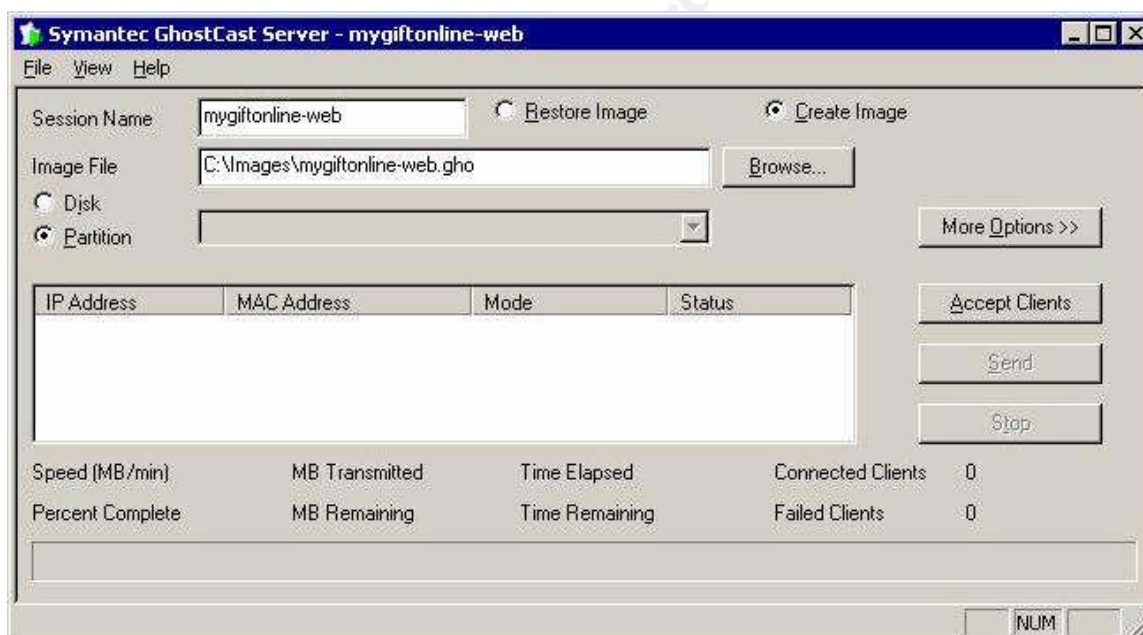 Symantec GhostCast Server - mygiftonline-web
File View Help
Session Name mygiftonline-web Restore Image Create Image
Image File C:\Images\mygiftonline-web.gho Browse...
Disk
Partition More Options >>
IP Address MAC Address Mode Status Accept Clients
Send
Stop
Speed (MB/min) MB Transmitted Time Elapsed Connected Clients 0
Percent Complete MB Remaining Time Remaining Failed Clients 0
NUM